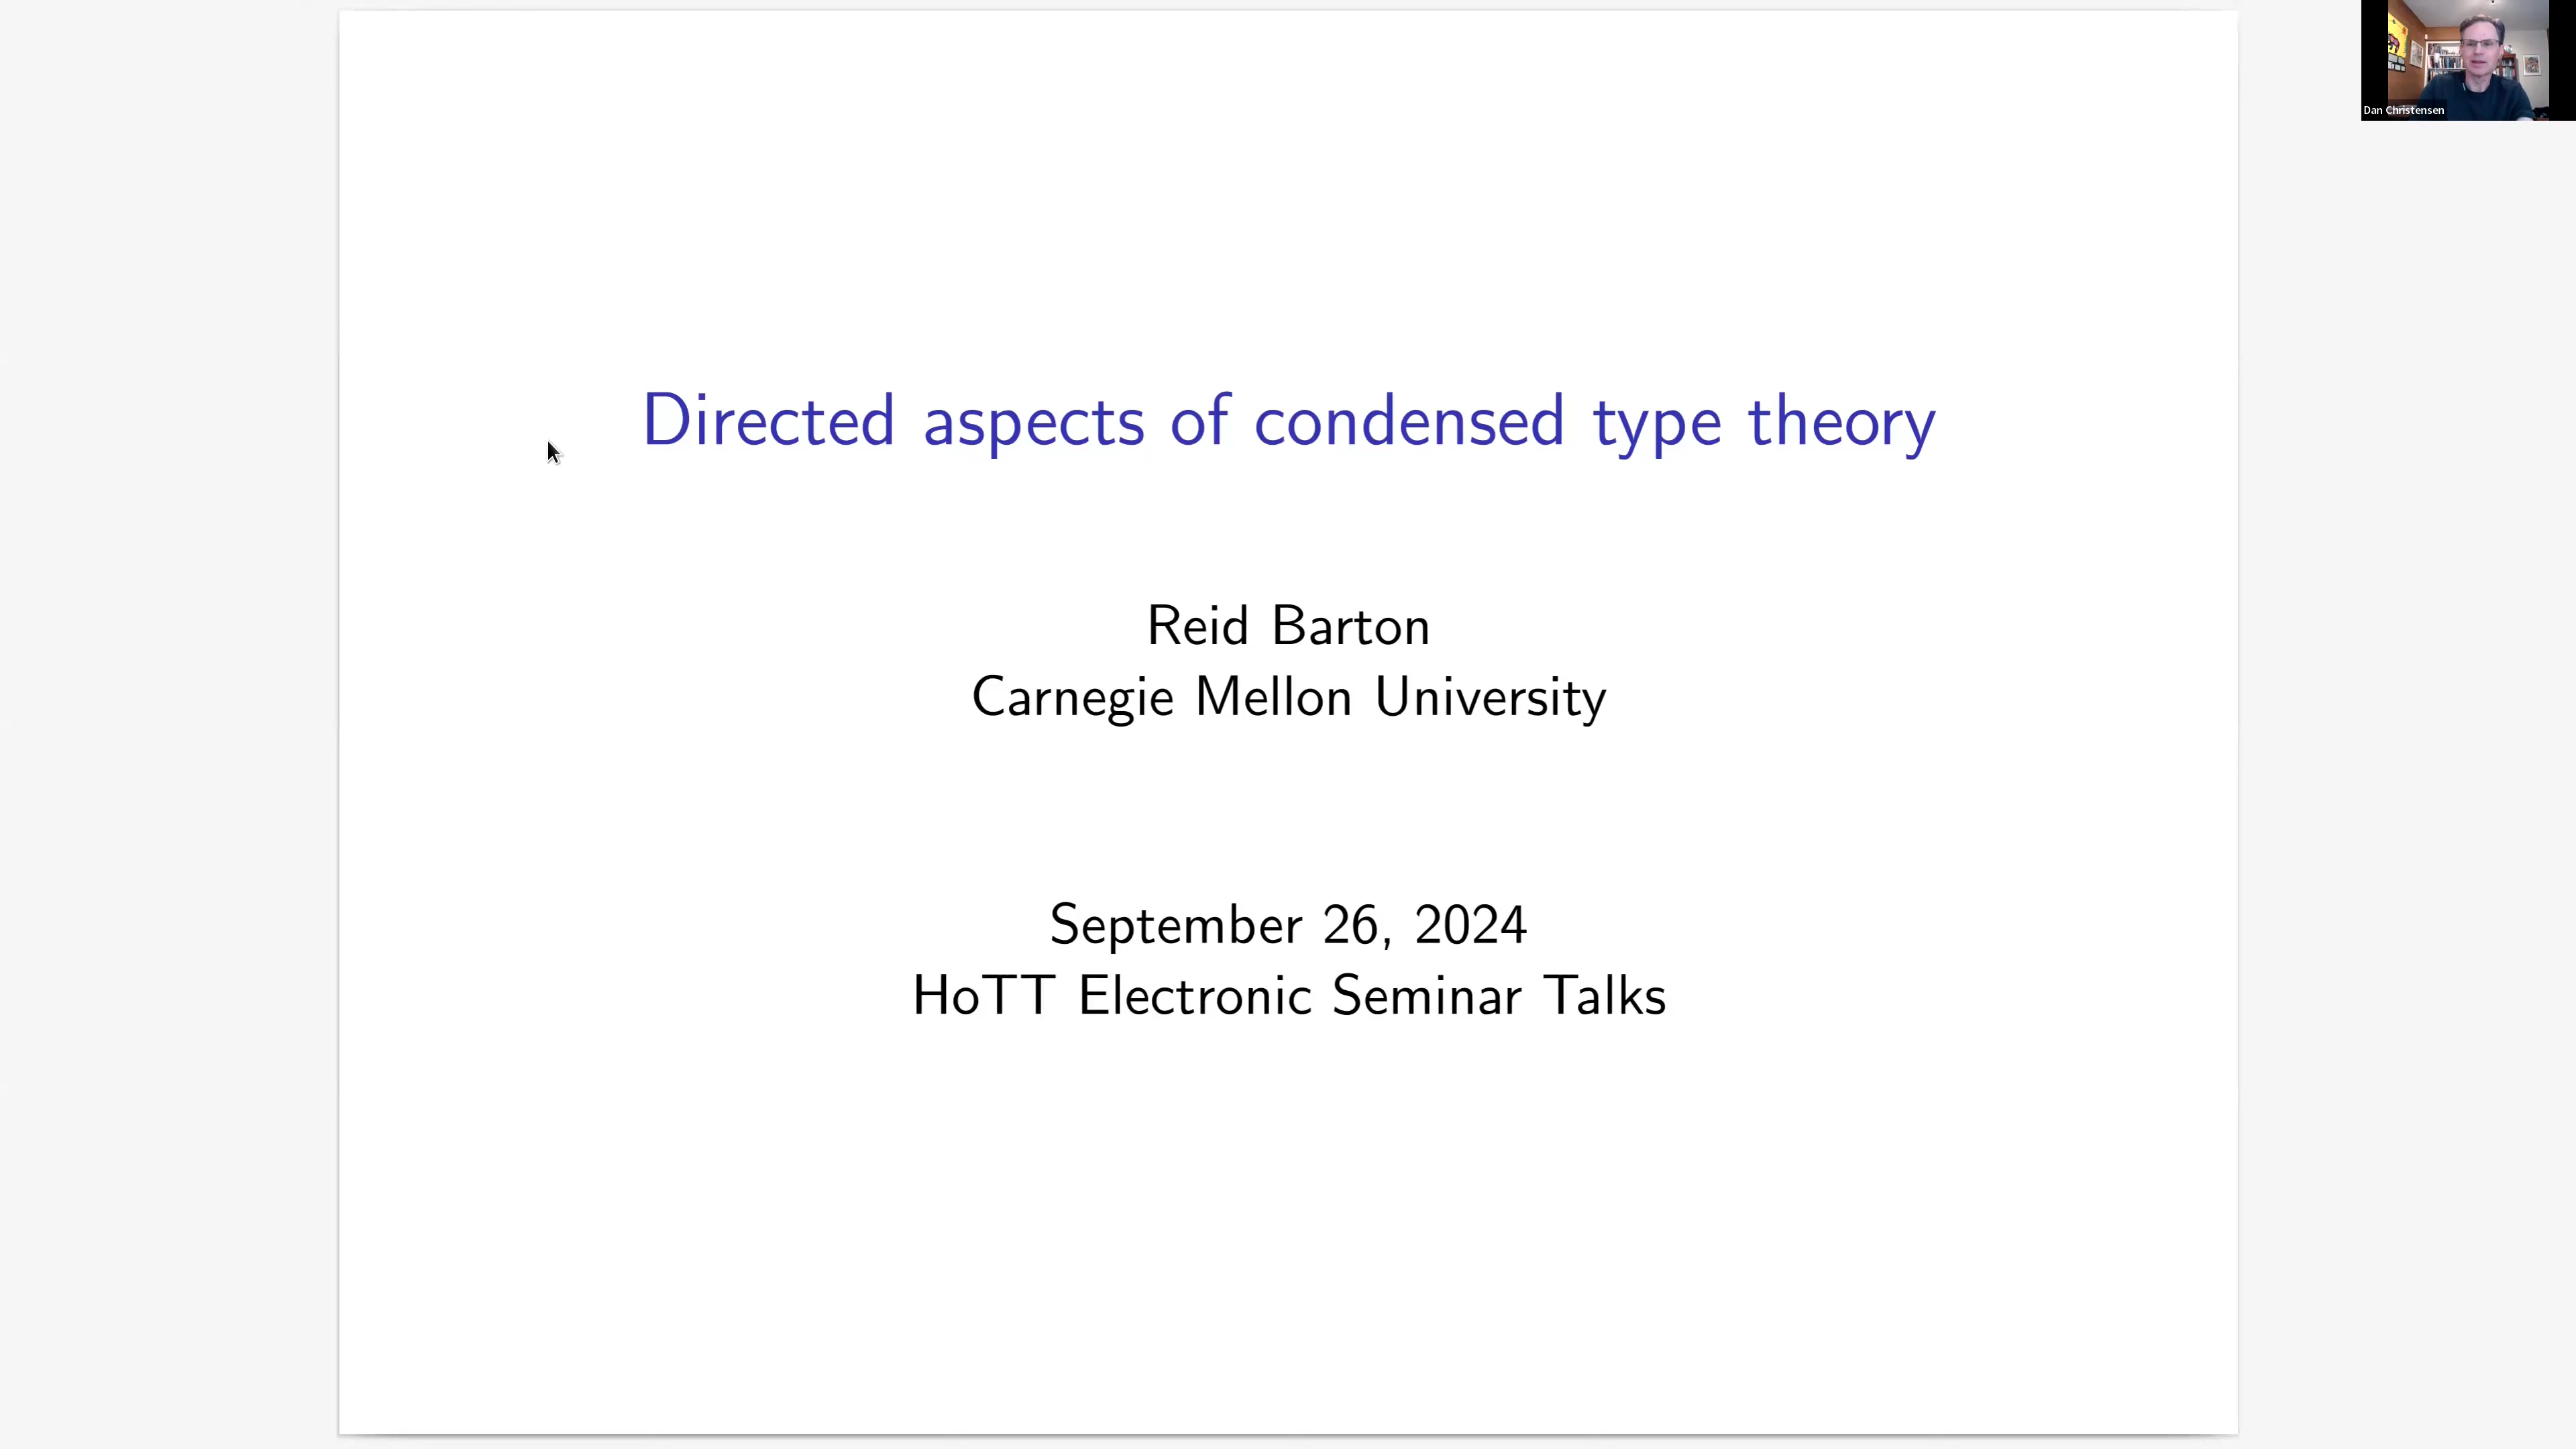 Directed aspects of condensed type theory
Reid Barton
Carnegie Mellon University
September 26, 2024
HoTT Electronic Seminar Talks
Dan Christensen